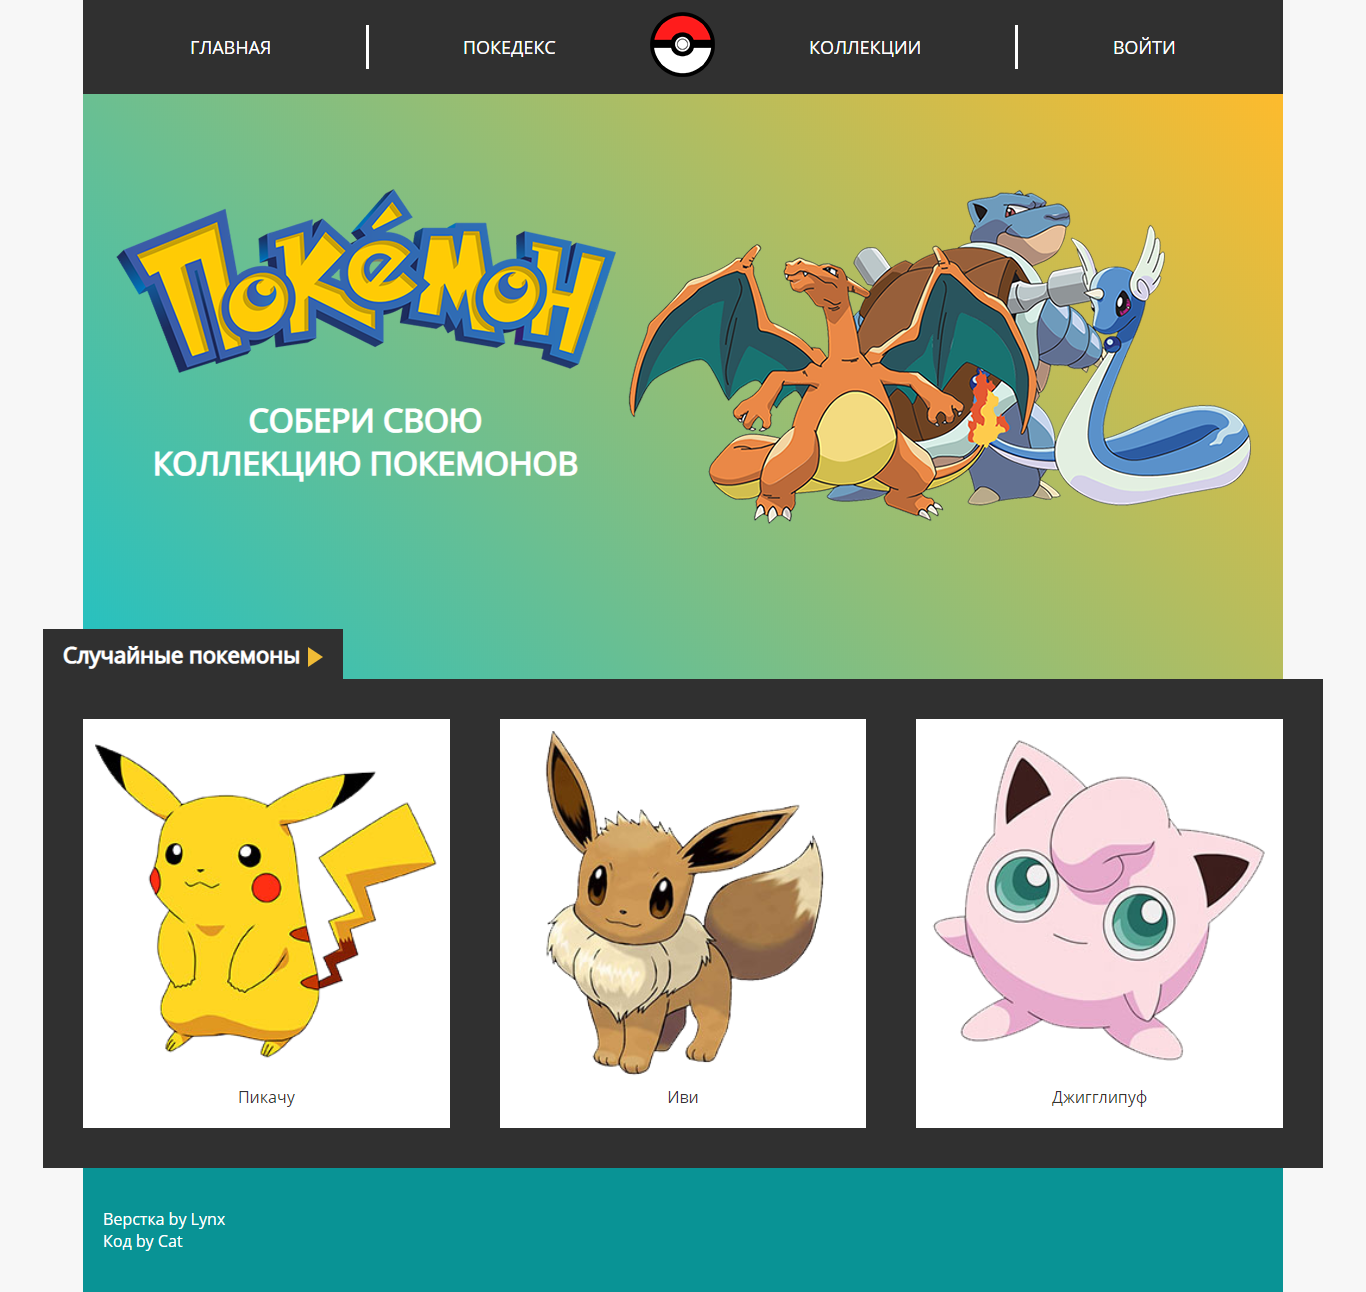 ГЛАВНАЯ
ПОКЕДЕКС
КОЛЛЕКЦИИ
ВОЙТИ
Покéмон
СОБЕРИ СВОЮ
КОЛЛЕКЦИЮ ПОКЕМОНОВ
Случайные покемоны
Пикачу
Иви
Джигглипуф
Верстка by Lynx
Код by Cat